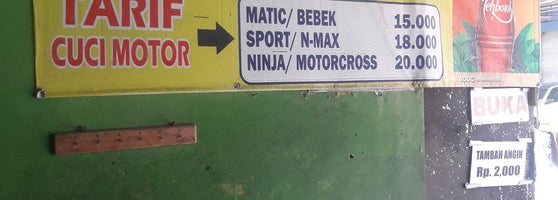 TARIF
CUCI MOTOR
MATIC/ BEBEK 15.000
SPORT/ N-MAX 18.000
NINJA/ MOTORCROSS 20.000
Tehbotol
BUKA
TAMBAH ANGIN
Rp. 2,000